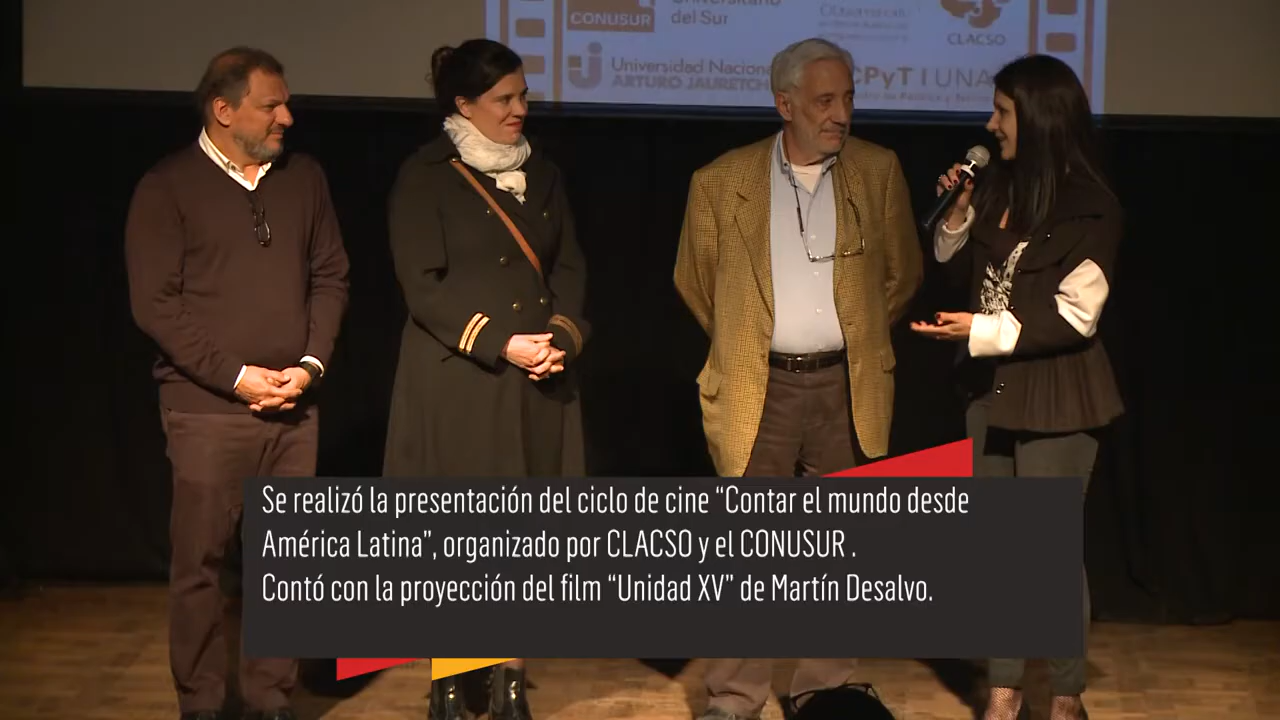 CONUSUR
del Sur
CLACSO
Universidad Naciona
ARTURO JAURETCH
CPyT | UNA
Se realizó la presentación del ciclo de cine “Contar el mundo desde
América Latina”, organizado por CLACSO y el CONUSUR .
Contó con la proyección del film “Unidad XV” de Martín Desalvo.